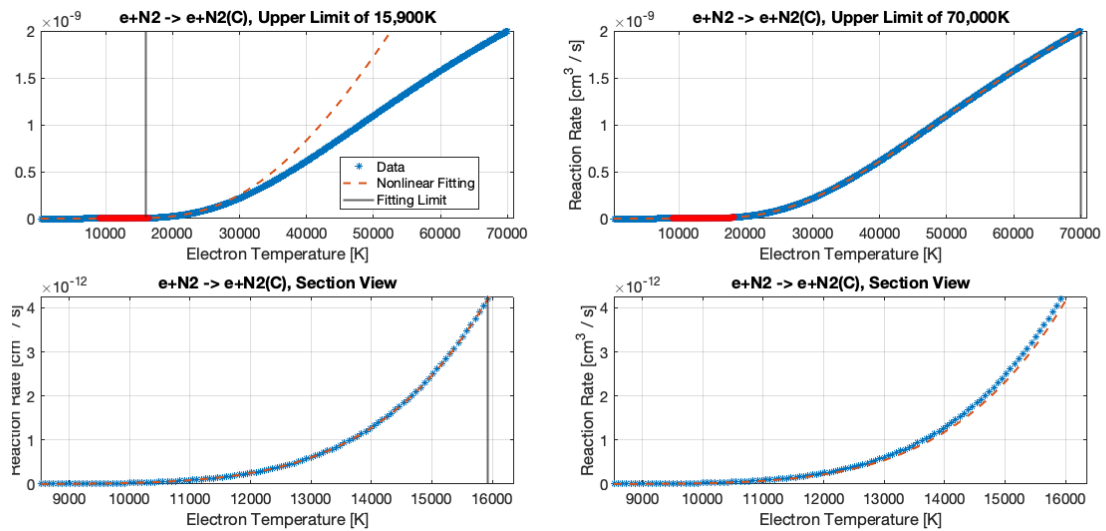 e+N2 -> e+N2(C), Upper Limit of 15,900K
×10⁻⁹
2
1.5
1
0.5
0
10000 20000 30000 40000 50000 60000 70000
Electron Temperature [K]
Data
Nonlinear Fitting
Fitting Limit
e+N2 -> e+N2(C), Upper Limit of 70,000K
×10⁻⁹
Reaction Rate [cm³ / s]
2
1.5
1
0.5
0
10000 20000 30000 40000 50000 60000 70000
Electron Temperature [K]
e+N2 -> e+N2(C), Section View
×10⁻¹²
Reaction Rate [cm³ / s]
4
3
2
1
0
9000 10000 11000 12000 13000 14000 15000 16000
Electron Temperature [K]
e+N2 -> e+N2(C), Section View
×10⁻¹²
Reaction Rate [cm³ / s]
4
3
2
1
0
9000 10000 11000 12000 13000 14000 15000 16000
Electron Temperature [K]